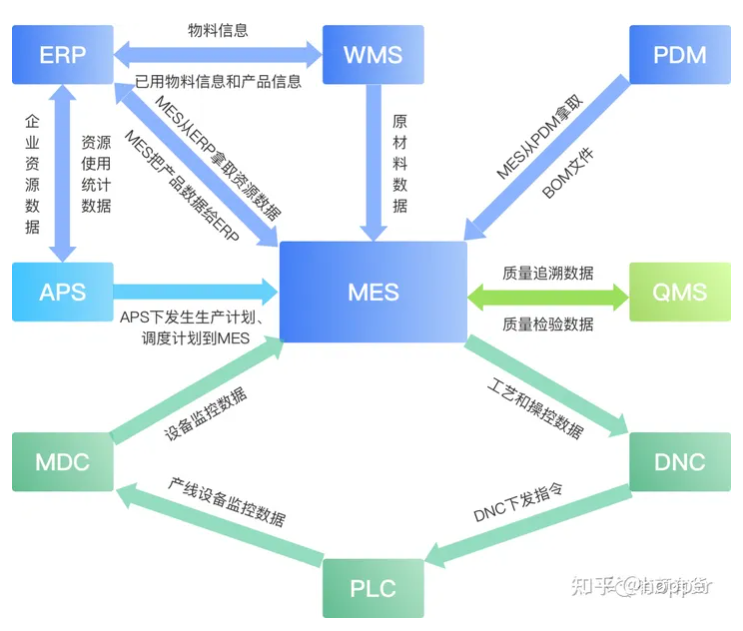 ERP
物料信息
WMS
PDM
已用物料信息和产品信息
企业资源数据
资源
使用
统计
数据
MES从ERP拿取资源数据
MES把产品数据给ERP
原材料数据
MES从PDM拿取
BOM文件
APS
MES
质量追溯数据
QMS
质量检验数据
APS下发生生产计划、
调度计划到MES
设备监控数据
工艺和操控数据
MDC
DNC
产线设备监控数据
DNC下发指令
PLC
知乎